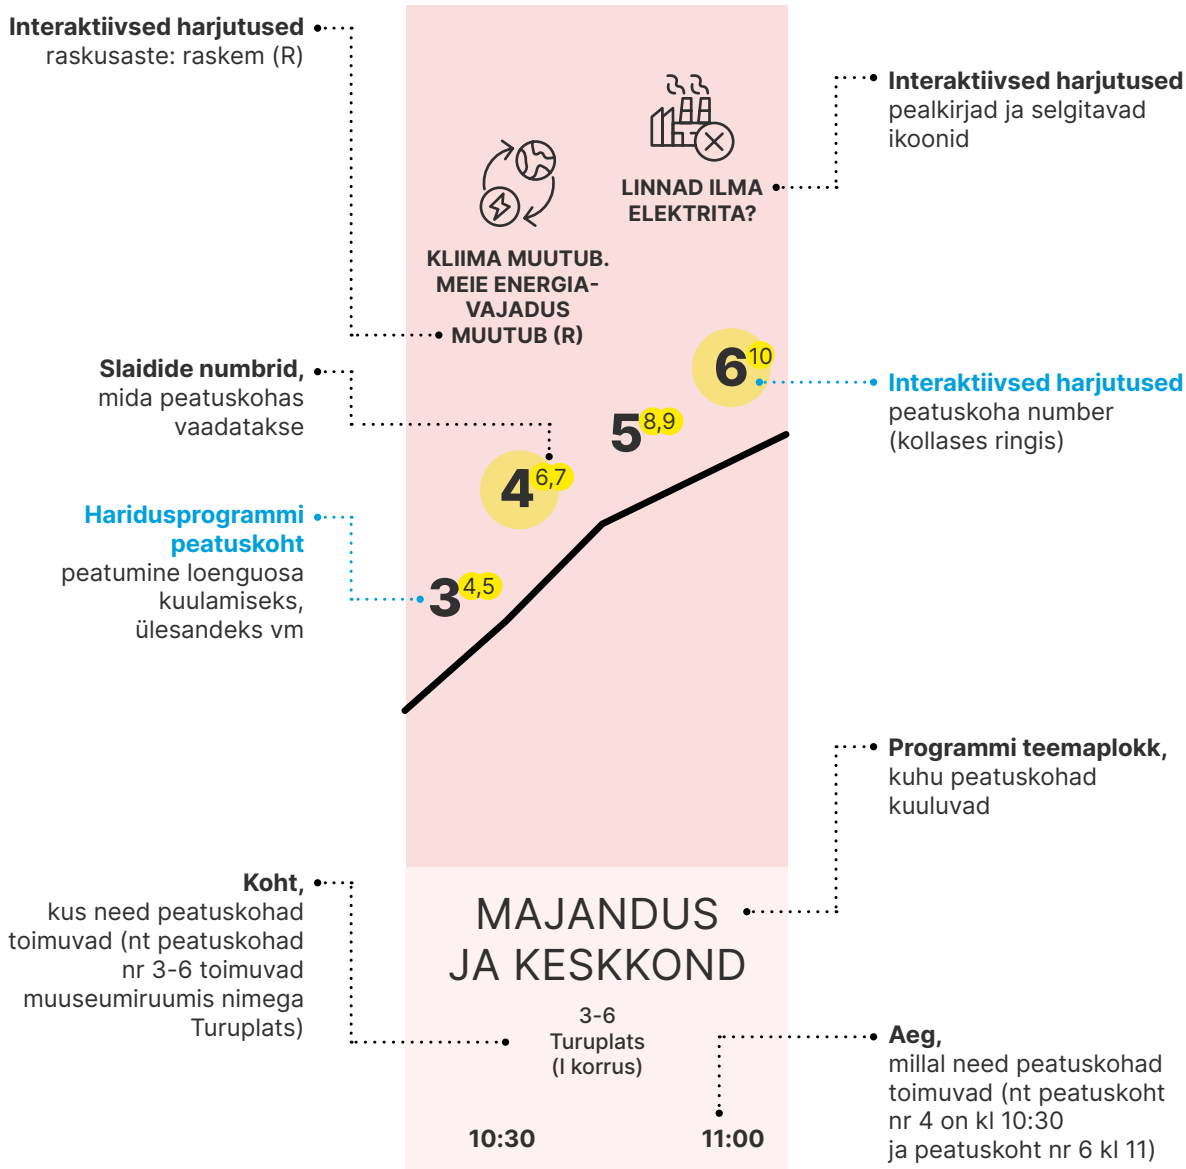 Interaktiivsed harjutused
raskusaste: raskem (R)
Interaktiivsed harjutused
pealkirjad ja selgitavad
ikoonid
LINNAD ILMA
ELEKTRITA?
KLIIMA MUUTUB.
MEIE ENERGIA-
VAJADUS
MUUTUB (R)
Slaidide numbrid,
mida peatuskohas
vaadatakse
6 10
Interaktiivsed harjutused
peatuskoha number
(kollases ringis)
5 8,9
4 6,7
Haridusprogrammi
peatuskoht
peatumine loenguosa
kuulamiseks,
ülesandeks vm
3 4,5
Programmi teemaplokk,
kuhu peatuskohad
kuuluvad
Koht,
kus need peatuskohad
toimuvad (nt peatuskohad
nr 3-6 toimuvad
muuseumiruumis nimega
Turuplats)
MAJANDUS
JA KESKKOND
3-6
Turuplats
(I korrus)
Aeg,
millal need peatuskohad
toimuvad (nt peatuskoht
nr 4 on kl 10:30
ja peatuskoht nr 6 kl 11)
10:30
11:00